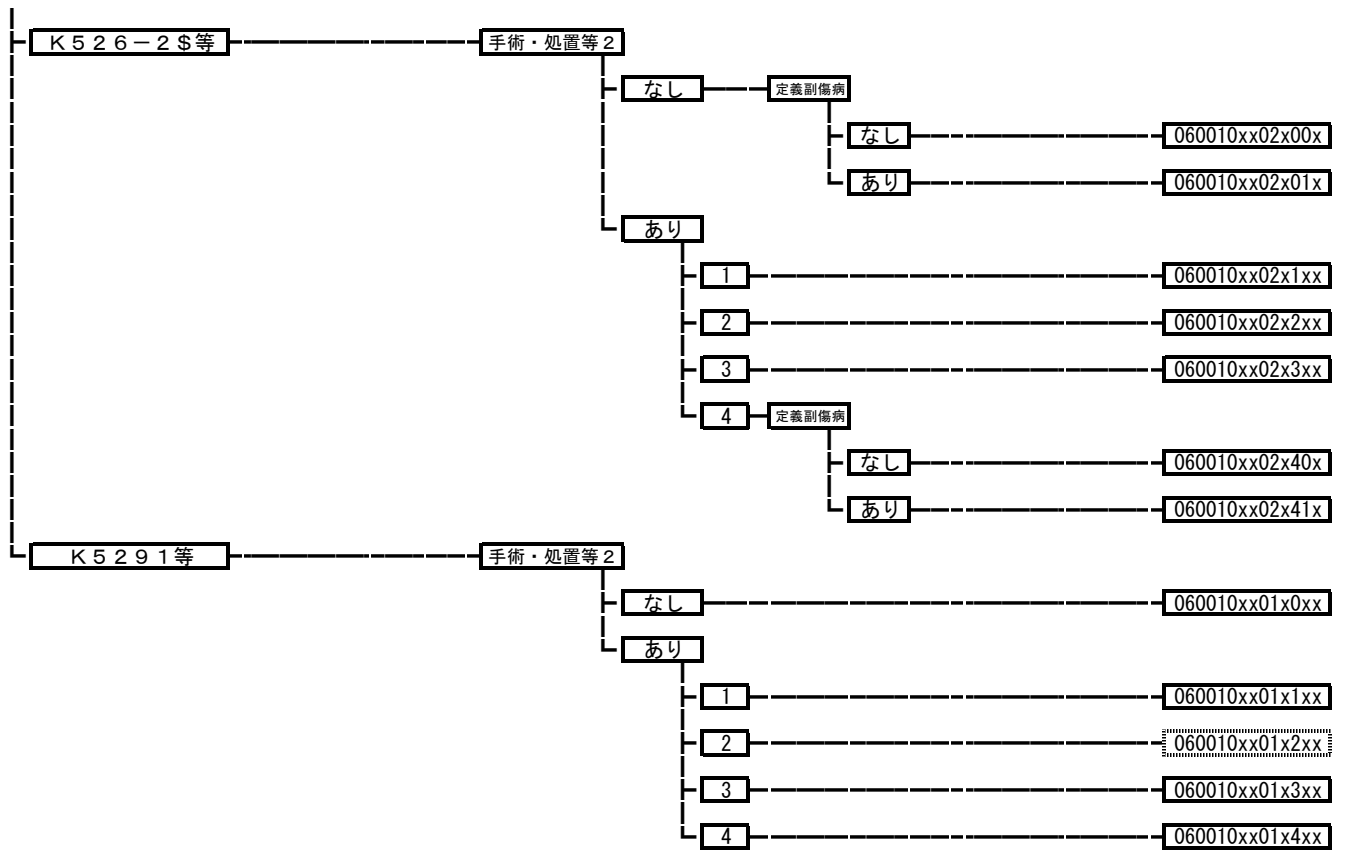 K526-2$等 手術・処置等2
なし 定義副傷病
なし 060010xx02x00x
あり 060010xx02x01x
あり
1 060010xx02x1xx
2 060010xx02x2xx
3 060010xx02x3xx
4 定義副傷病
なし 060010xx02x40x
あり 060010xx02x41x
K5291等 手術・処置等2
なし 060010xx01x0xx
あり
1 060010xx01x1xx
2 060010xx01x2xx
3 060010xx01x3xx
4 060010xx01x4xx